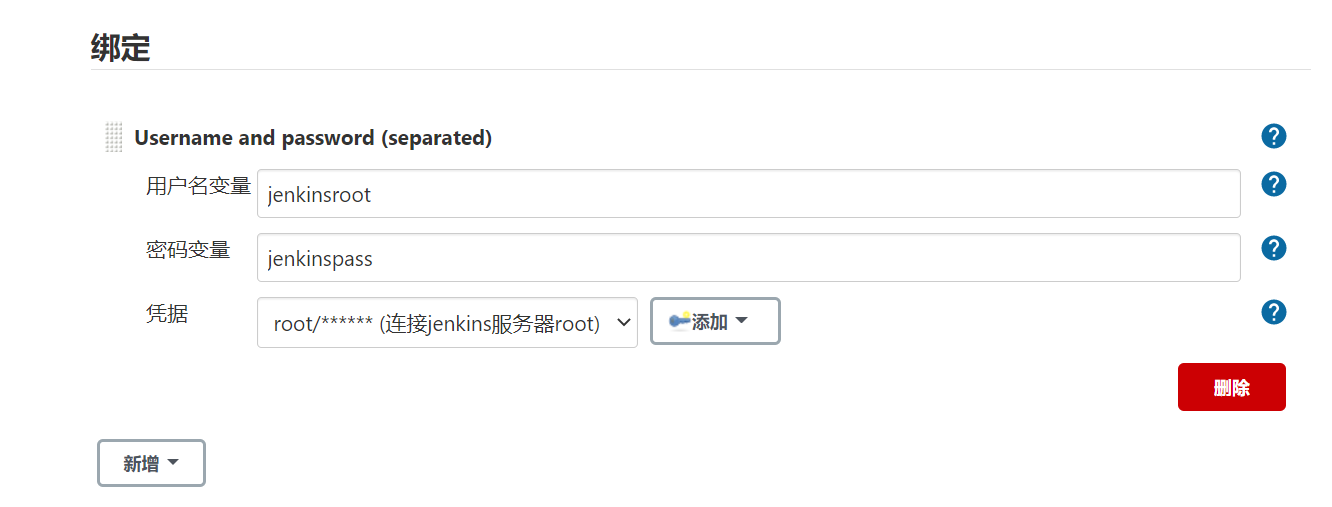 绑定
Username and password (separated)
?
用户名变量 jenkinsroot
?
密码变量 jenkinspass
?
凭据 root/****** (连接jenkins服务器root) 添加
?
删除
新增